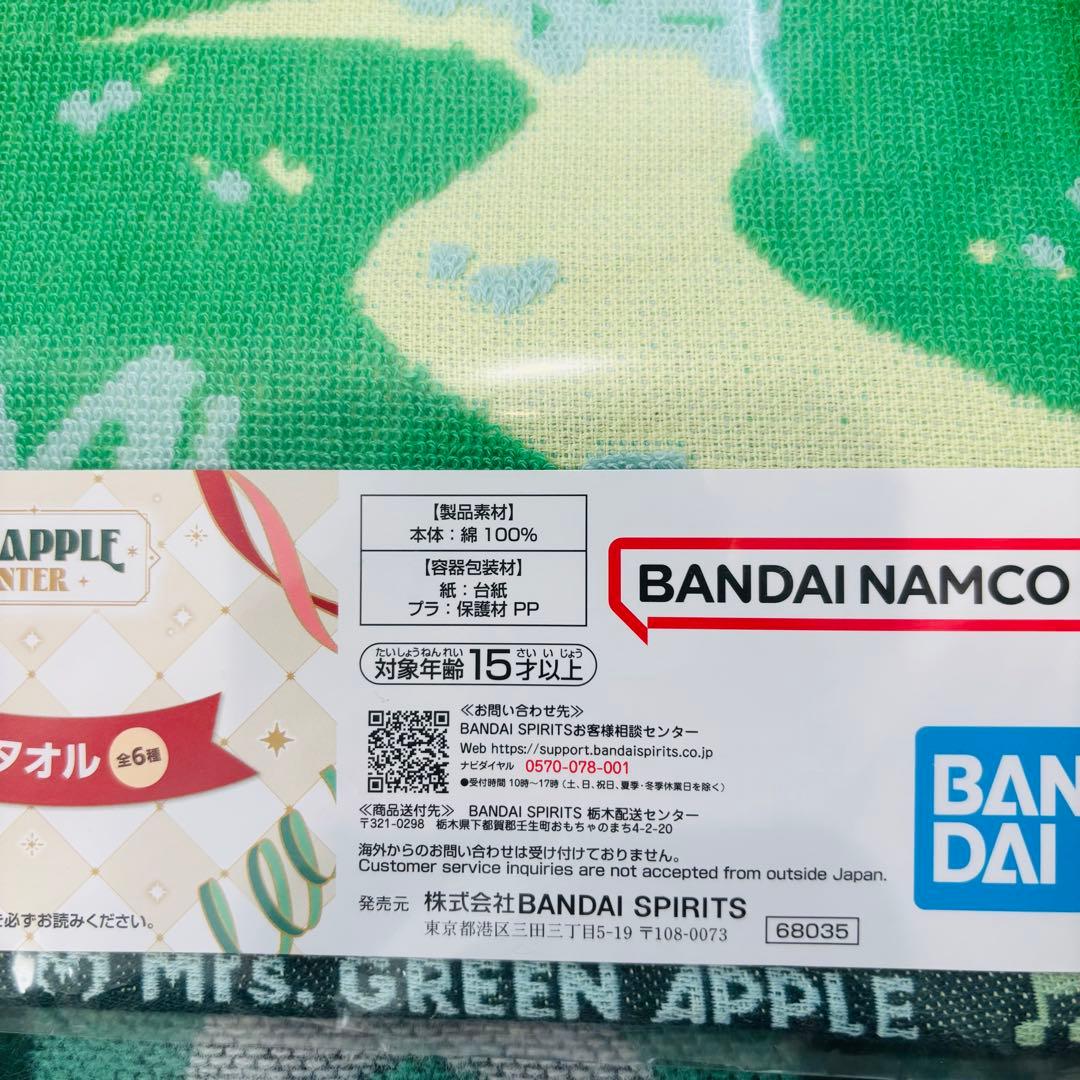 APPLE
NTER
タオル 全6種
を必ずお読みください。
【製品素材】
本体：綿 100%
【容器包装材】
紙：台紙
プラ：保護材 PP
たいしょうねんれい さい い じょう
対象年齢 15才以上
≪お問い合わせ先≫
BANDAI SPIRITSお客様相談センター
Web https://support.bandaispirits.co.jp
ナビダイヤル 0570-078-001
●受付時間 10時～17時（土、日、祝日、夏季・冬季休業日を除く）
≪商品送付先≫ BANDAI SPIRITS 栃木配送センター
〒321-0298 栃木県下都賀郡壬生町おもちゃのまち4-2-20
海外からのお問い合わせは受け付けておりません。
Customer service inquiries are not accepted from outside Japan.
発売元 株式会社BANDAI SPIRITS
東京都港区三田三丁目5-19 〒108-0073
68035
BANDAI NAMCO
BAN
DAI
Mrs. GREEN APPLE